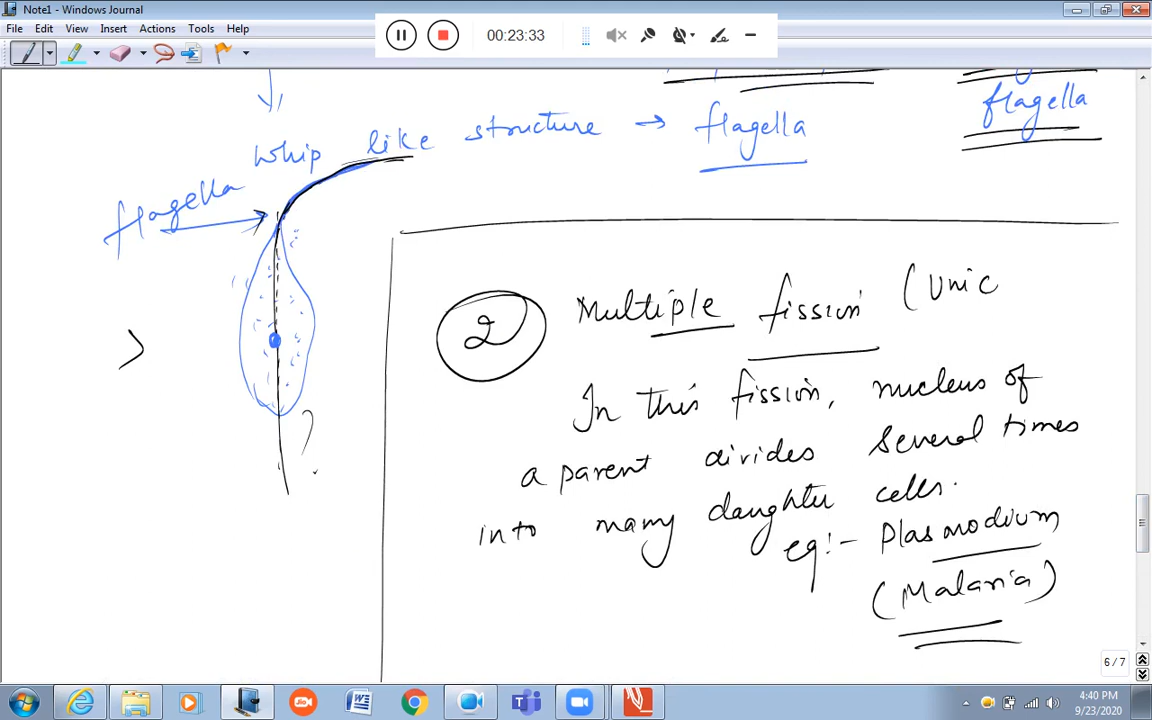 Note1 - Windows Journal
File Edit View Insert Actions Tools Help
00:23:33
whip like structure → flagella
flagella
flagella
2 Multiple fission (Unic
In this fission, nucleus of
a parent divides several times
into many daughter cells.
eg:- Plasmodium
(Malaria)
?
6 / 7
Jio
4:40 PM
9/23/2020